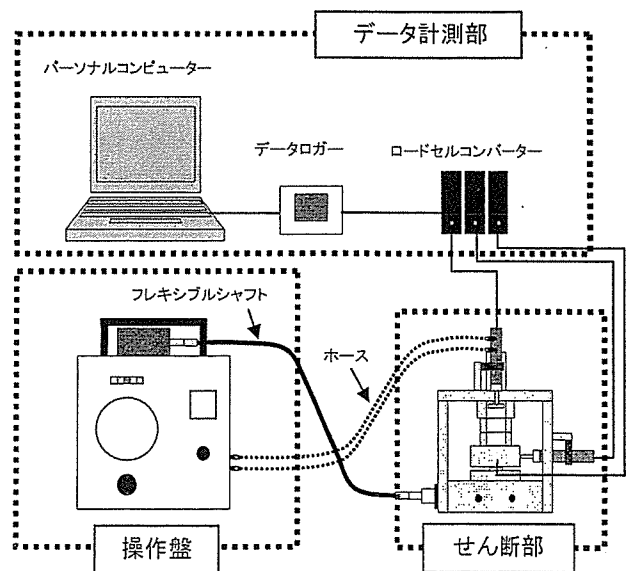 データ計測部
パーソナルコンピューター
データロガー
ロードセルコンバーター
フレキシブルシャフト
ホース
操作盤
せん断部